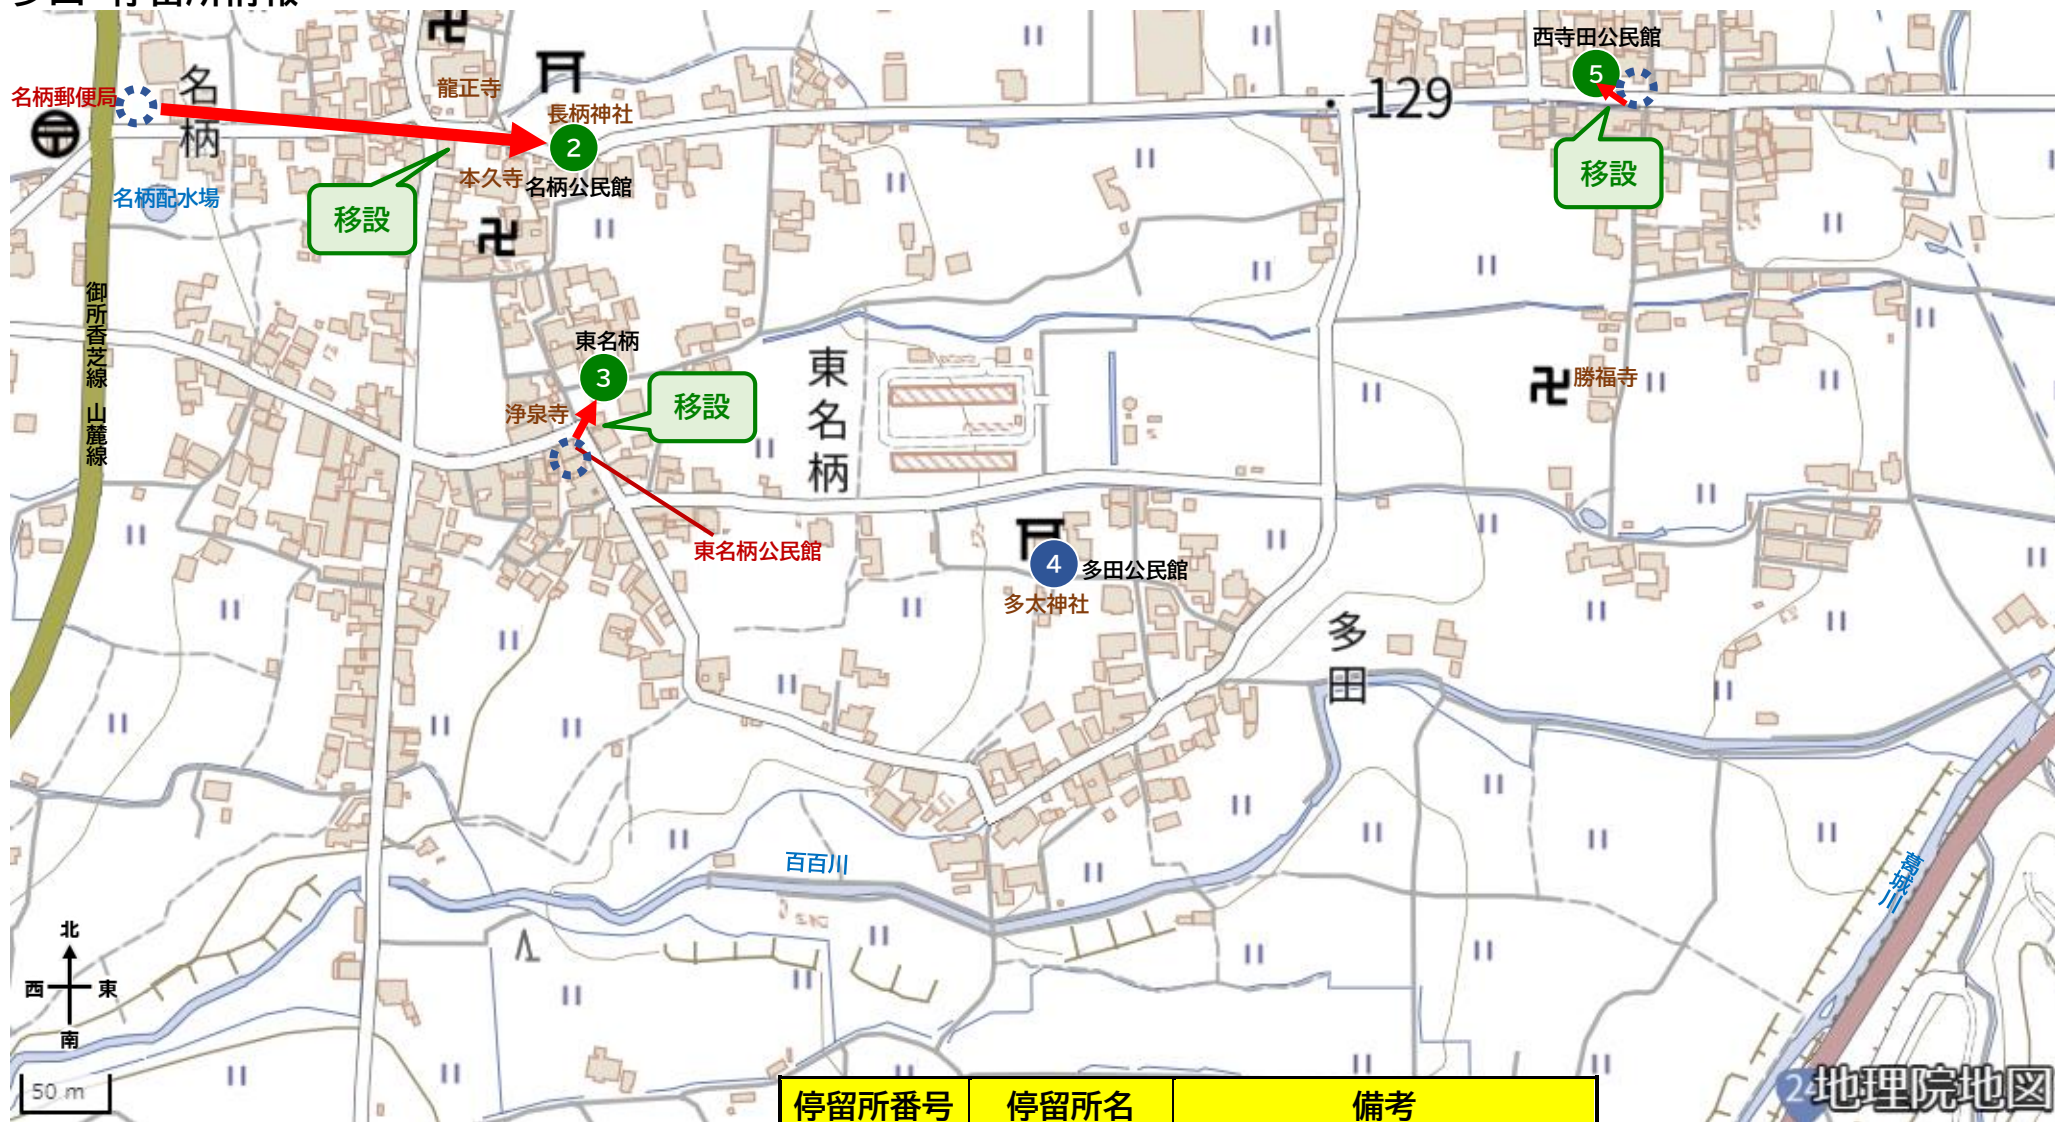 名柄郵便局
名柄
龍正寺
長柄神社
2
名柄公民館
本久寺
名柄配水場
移設
129
西寺田公民館
5
移設
御所香芝線 山麓線
東名柄
3
移設
浄泉寺
東名柄公民館
東名柄
勝福寺
4
多田公民館
多太神社
多田
百百川
葛城川
北
西 東
南
50 m
地理院地図
停留所番号 停留所名 備考